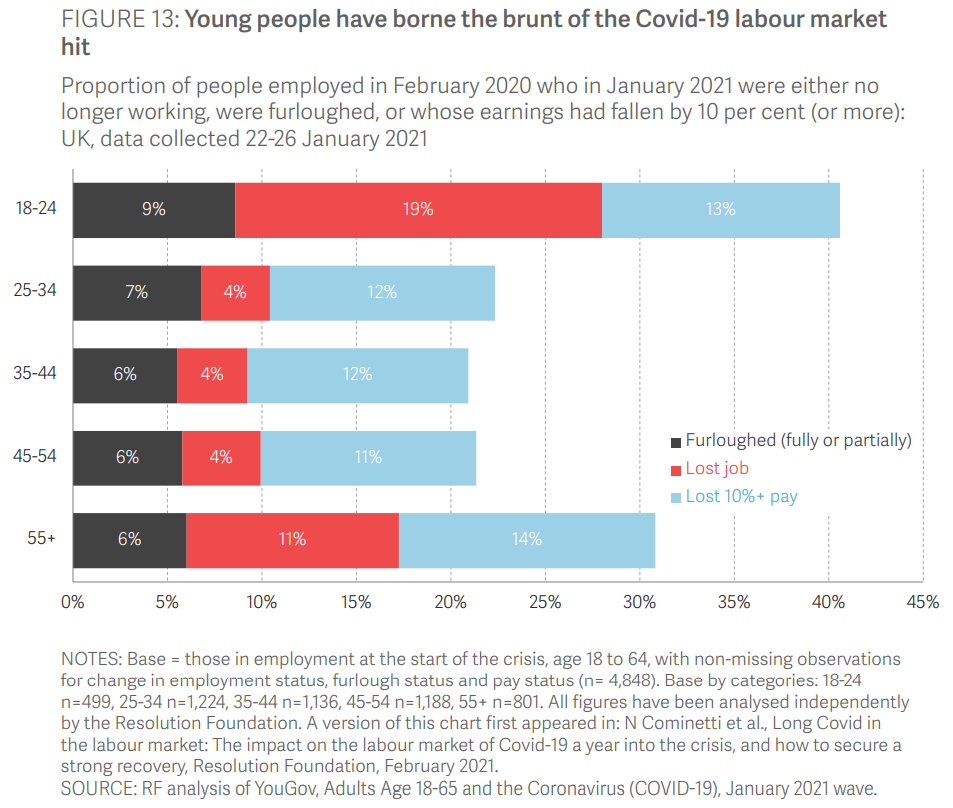 FIGURE 13: Young people have borne the brunt of the Covid-19 labour market
hit
Proportion of people employed in February 2020 who in January 2021 were either no
longer working, were furloughed, or whose earnings had fallen by 10 per cent (or more):
UK, data collected 22-26 January 2021
18-24 9% 19% 13%
25-34 7% 4% 12%
35-44 6% 4% 12%
45-54 6% 4% 11%
55+ 6% 11% 14%
Furloughed (fully or partially)
Lost job
Lost 10%+ pay
0% 5% 10% 15% 20% 25% 30% 35% 40% 45%
NOTES: Base = those in employment at the start of the crisis, age 18 to 64, with non-missing observations
for change in employment status, furlough status and pay status (n= 4,848). Base by categories: 18-24
n=499, 25-34 n=1,224, 35-44 n=1,136, 45-54 n=1,188, 55+ n=801. All figures have been analysed independently
by the Resolution Foundation. A version of this chart first appeared in: N Cominetti et al., Long Covid in
the labour market: The impact on the labour market of Covid-19 a year into the crisis, and how to secure a
strong recovery, Resolution Foundation, February 2021.
SOURCE: RF analysis of YouGov, Adults Age 18-65 and the Coronavirus (COVID-19), January 2021 wave.